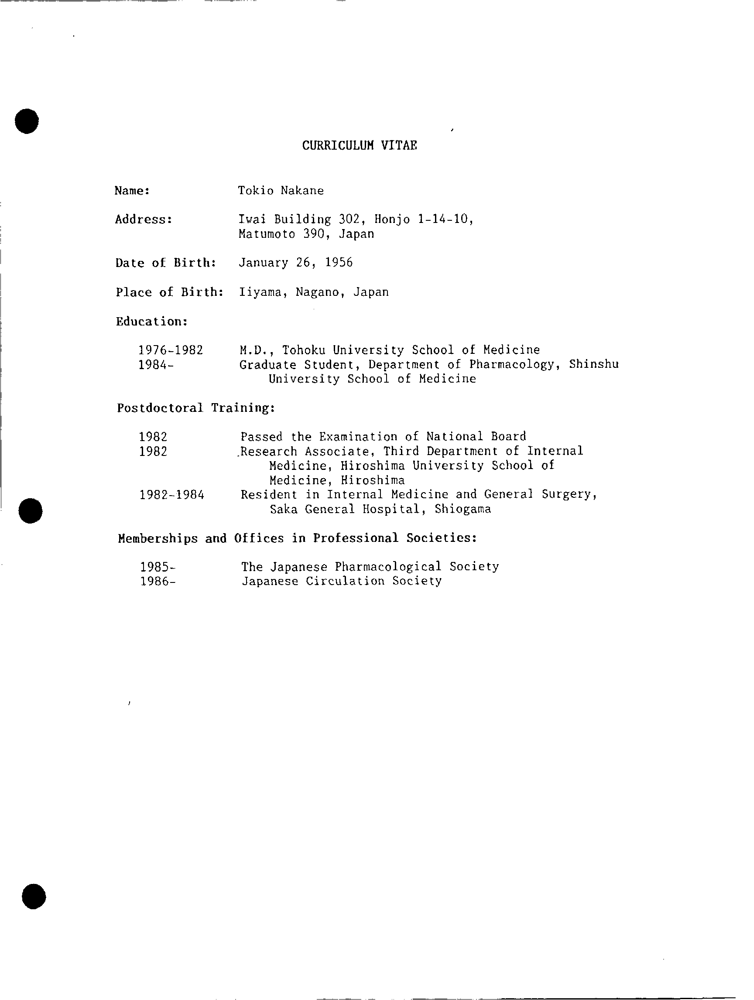 CURRICULUM VITAE
Name: Tokio Nakane
Address: Iwai Building 302, Honjo 1-14-10,
Matumoto 390, Japan
Date of Birth: January 26, 1956
Place of Birth: Iiyama, Nagano, Japan
Education:
1976-1982 M.D., Tohoku University School of Medicine
1984- Graduate Student, Department of Pharmacology, Shinshu
University School of Medicine
Postdoctoral Training:
1982 Passed the Examination of National Board
1982 Research Associate, Third Department of Internal
Medicine, Hiroshima University School of
Medicine, Hiroshima
1982-1984 Resident in Internal Medicine and General Surgery,
Saka General Hospital, Shiogama
Memberships and Offices in Professional Societies:
1985- The Japanese Pharmacological Society
1986- Japanese Circulation Society